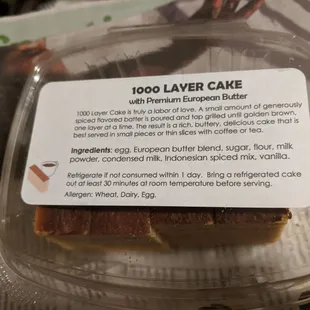 1000 LAYER CAKE
with Premium European Butter
1000 Layer Cake is truly a labor of love. A small amount of generously
spiced flavored batter is poured and top grilled until golden brown,
one layer at a time. The result is a rich, buttery, delicious cake that is
best served in small pieces or thin slices with coffee or tea.
Ingredients: egg, European butter blend, sugar, flour, milk
powder, condensed milk, Indonesian spiced mix, vanilla.
Refrigerate if not consumed within 1 day. Bring a refrigerated cake
out at least 30 minutes at room temperature before serving.
Allergen: Wheat, Dairy, Egg.